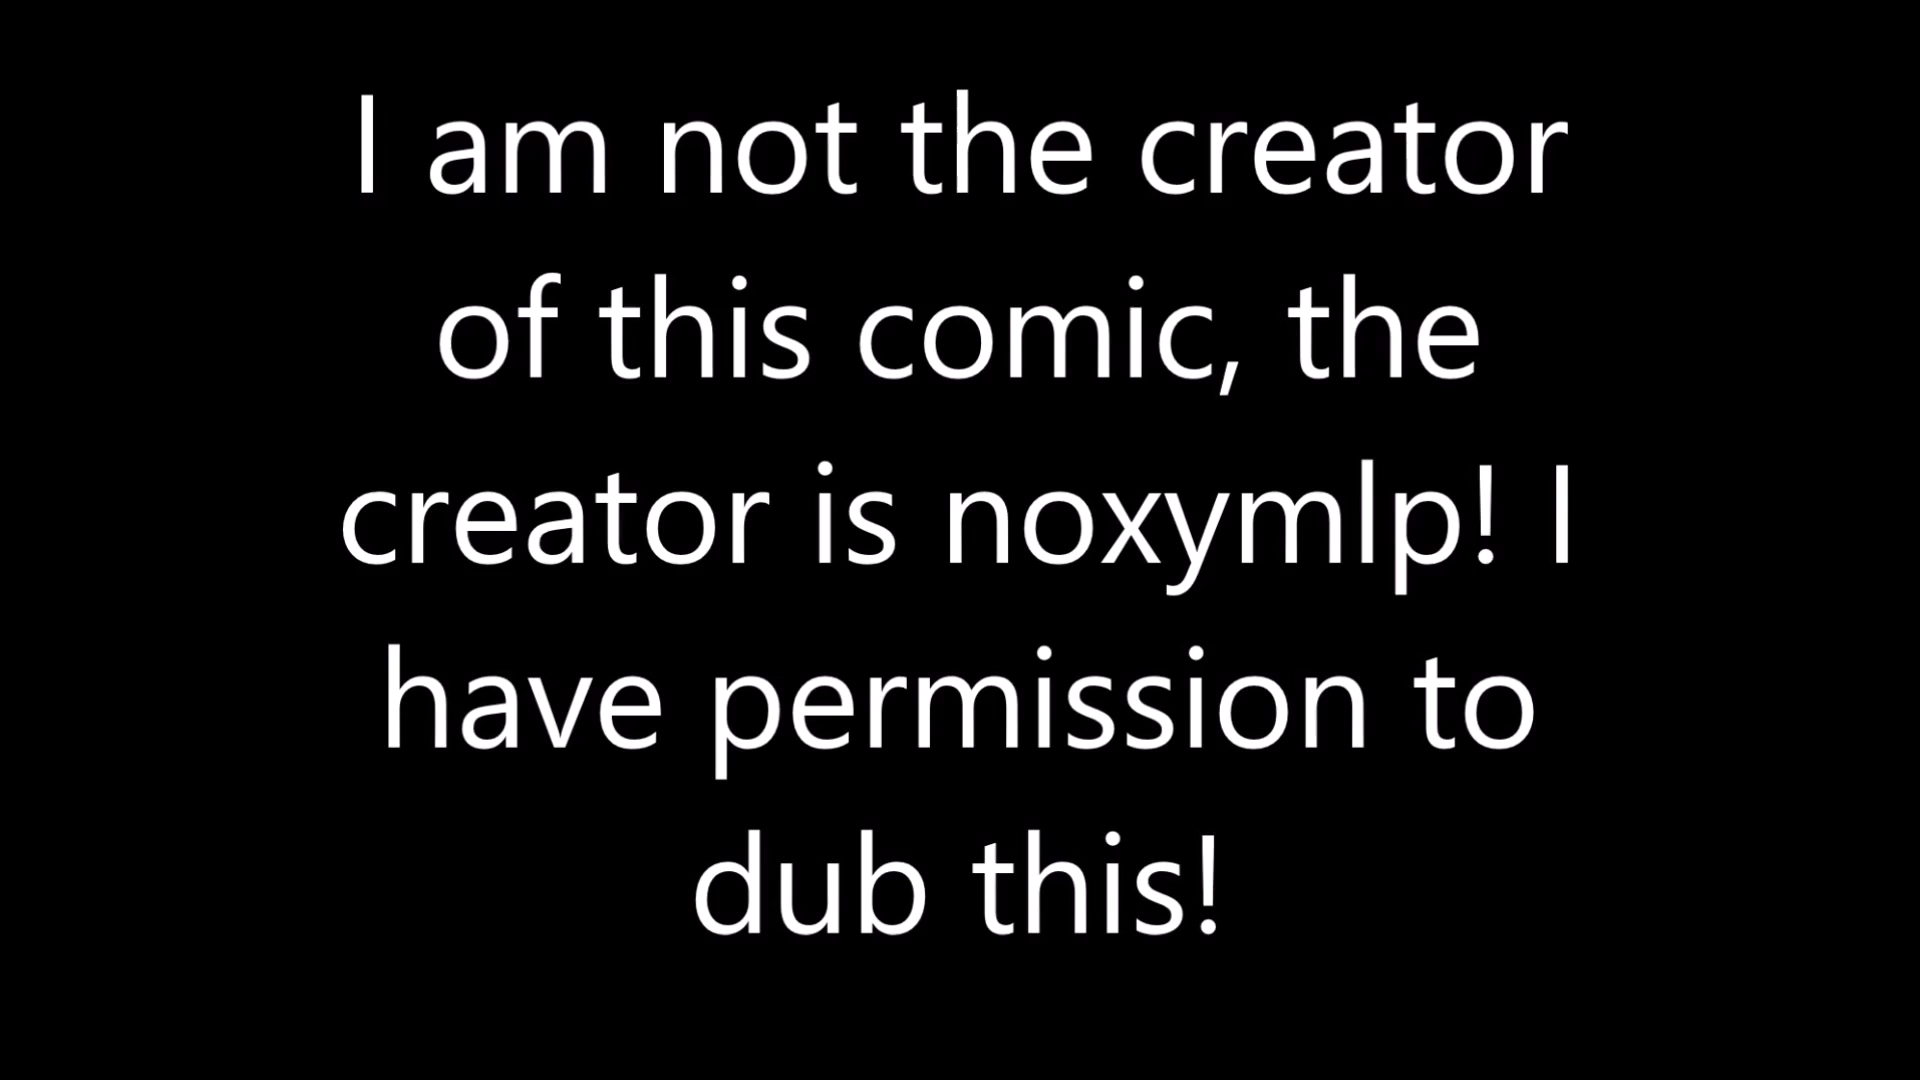 I am not the creator
of this comic, the
creator is noxymlp! I
have permission to
dub this!